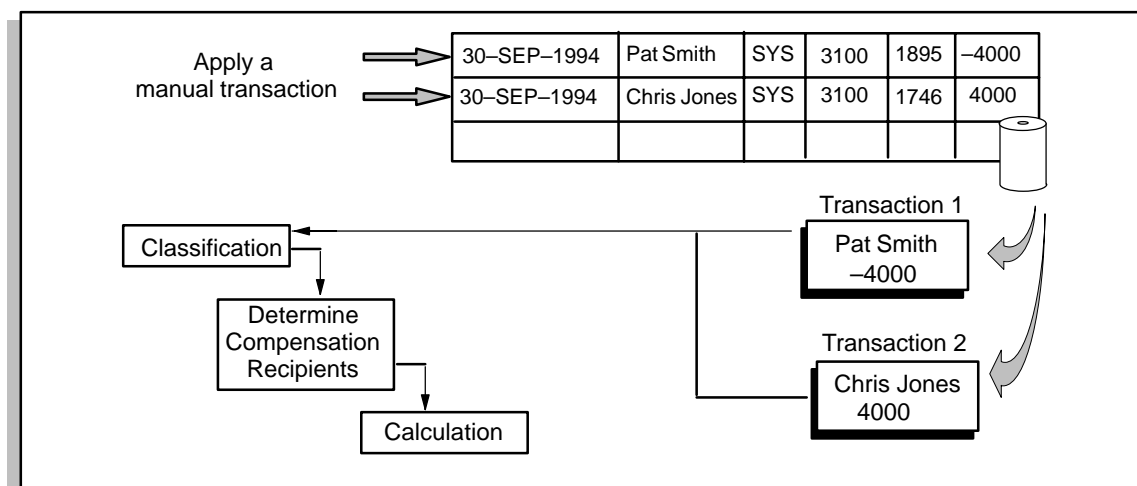 Apply a
manual transaction
30–SEP–1994 Pat Smith SYS 3100 1895 –4000
30–SEP–1994 Chris Jones SYS 3100 1746 4000
Transaction 1
Pat Smith
–4000
Classification
Determine
Compensation
Recipients
Transaction 2
Chris Jones
4000
Calculation